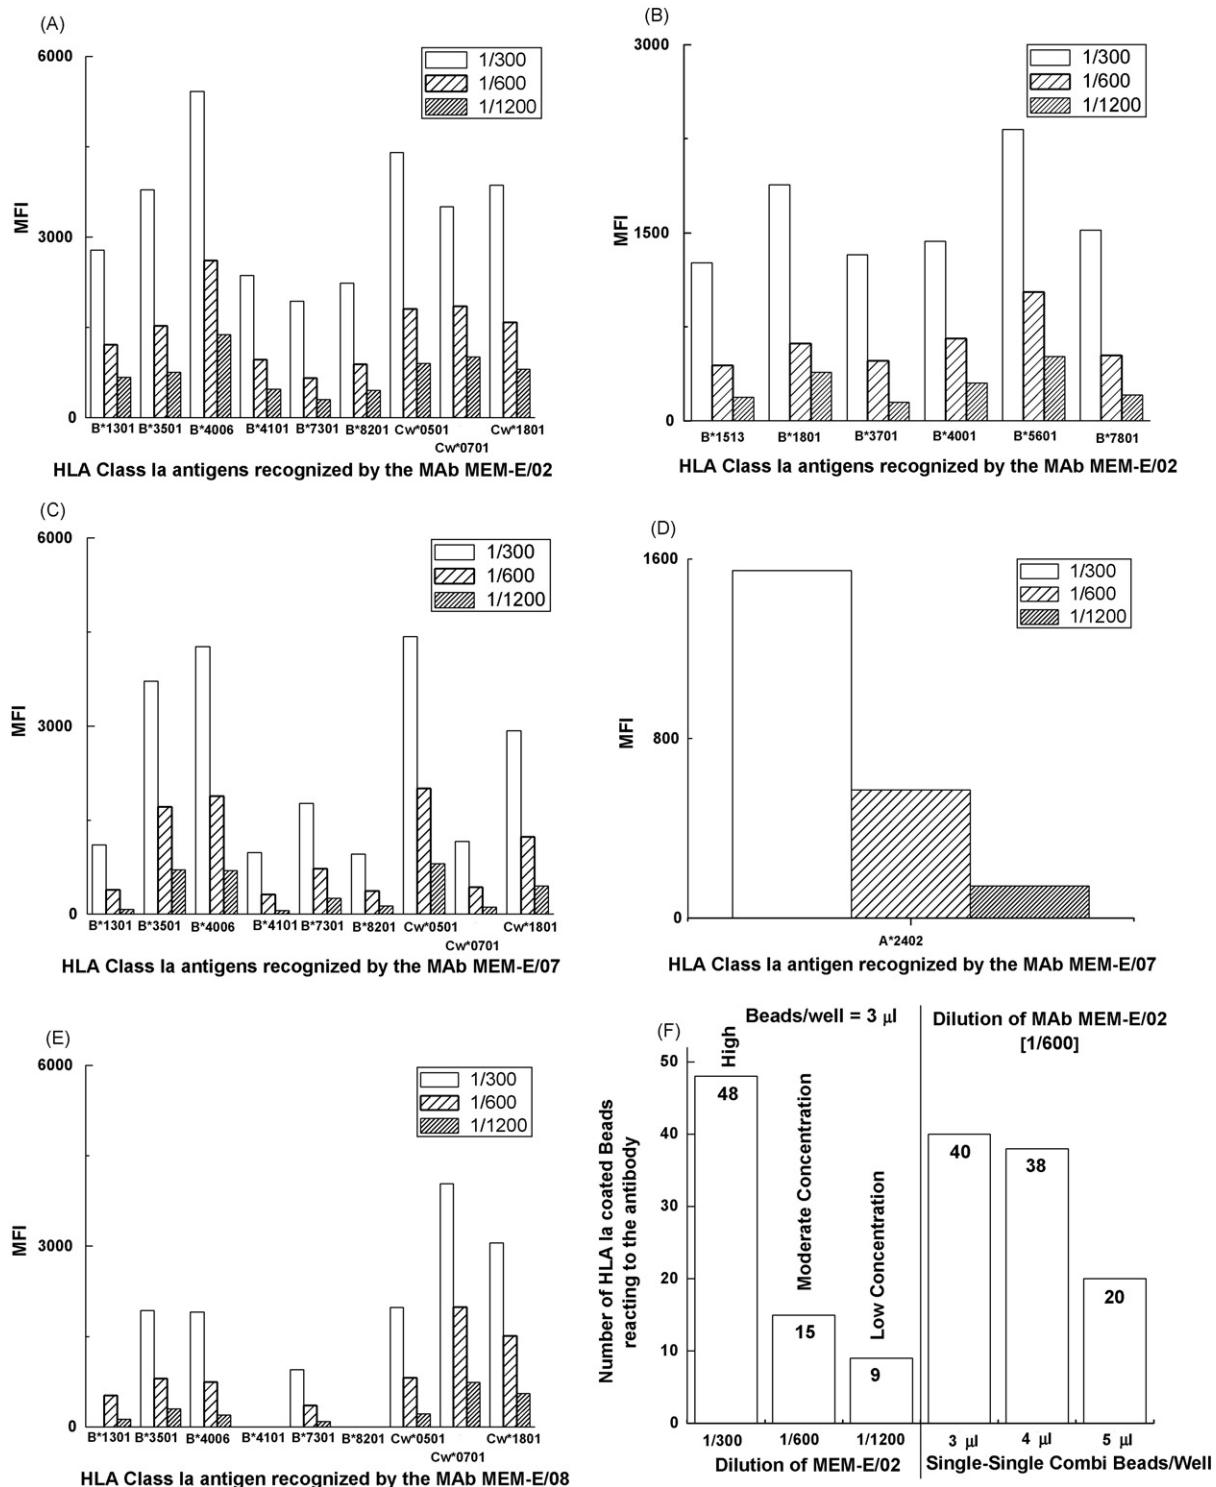 (A)
6000
3000
0
MFI
1/300
1/600
1/1200
B*1301 B*3501 B*4006 B*4101 B*7301 B*8201 Cw*0501 Cw*1801
Cw*0701
HLA Class Ia antigens recognized by the MAb MEM-E/02
(B)
3000
1500
0
MFI
1/300
1/600
1/1200
B*1513 B*1801 B*3701 B*4001 B*5601 B*7801
HLA Class Ia antigens recognized by the MAb MEM-E/02
(C)
6000
3000
0
MFI
1/300
1/600
1/1200
B*1301 B*3501 B*4006 B*4101 B*7301 B*8201 Cw*0501 Cw*1801
Cw*0701
HLA Class Ia antigens recognized by the MAb MEM-E/07
(D)
1600
800
0
MFI
1/300
1/600
1/1200
A*2402
HLA Class Ia antigen recognized by the MAb MEM-E/07
(E)
6000
3000
0
MFI
1/300
1/600
1/1200
B*1301 B*3501 B*4006 B*4101 B*7301 B*8201 Cw*0501 Cw*1801
Cw*0701
HLA Class Ia antigen recognized by the MAb MEM-E/08
(F)
Beads/well = 3 µl
Dilution of MAb MEM-E/02
[1/600]
50
40
30
20
10
0
Number of HLA Ia coated Beads
reacting to the antibody
High
48
Moderate Concentration
15
Low Concentration
9
40
38
20
1/300 1/600 1/1200
3 µl 4 µl 5 µl
Dilution of MEM-E/02
Single-Single Combi Beads/Well